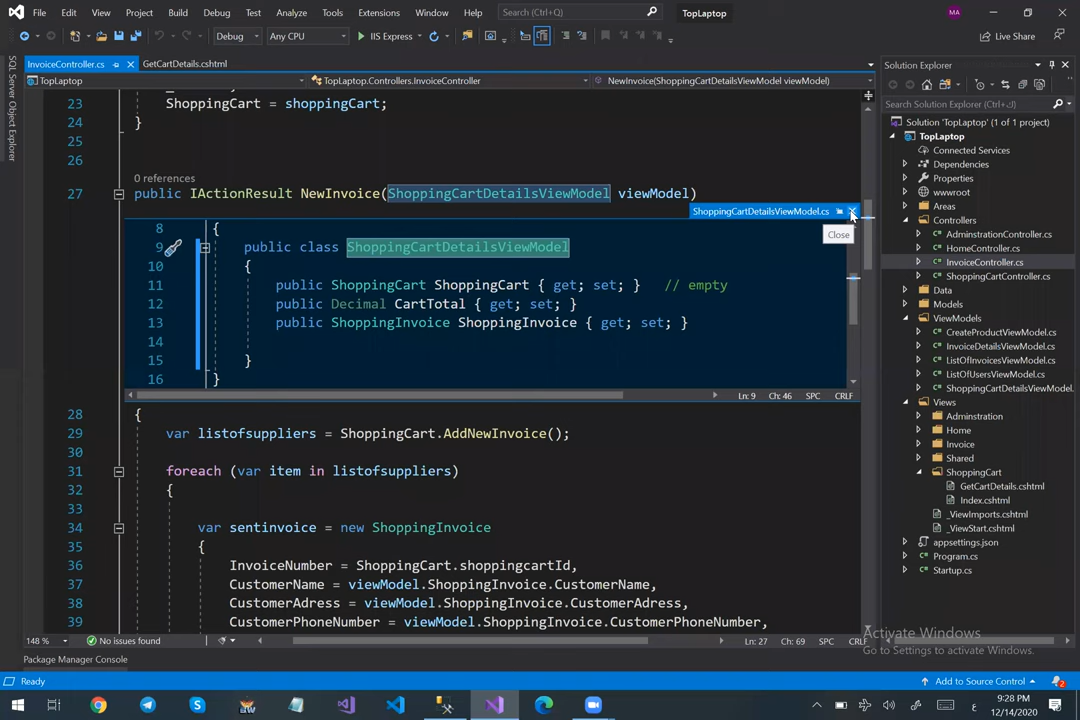 File Edit View Project Build Debug Test Analyze Tools Extensions Window Help Search (Ctrl+Q) TopLaptop MA
Debug Any CPU IIS Express Live Share
InvoiceController.cs GetCartDetails.cshtml
TopLaptop TopLaptop.Controllers.InvoiceController NewInvoice(ShoppingCartDetailsViewModel viewModel)
SQL Server Object Explorer
23 ShoppingCart = shoppingCart;
24 }
25
26
0 references
27 public IActionResult NewInvoice(ShoppingCartDetailsViewModel viewModel)
ShoppingCartDetailsViewModel.cs
Close
8 {
9 public class ShoppingCartDetailsViewModel
10 {
11 public ShoppingCart ShoppingCart { get; set; } // empty
12 public Decimal CartTotal { get; set; }
13 public ShoppingInvoice ShoppingInvoice { get; set; }
14
15 }
16 }
Ln: 9 Ch: 46 SPC CRLF
28 {
29 var listofsuppliers = ShoppingCart.AddNewInvoice();
30
31 foreach (var item in listofsuppliers)
32 {
33
34 var sentinvoice = new ShoppingInvoice
35 {
36 InvoiceNumber = ShoppingCart.shoppingcartId,
37 CustomerName = viewModel.ShoppingInvoice.CustomerName,
38 CustomerAdress = viewModel.ShoppingInvoice.CustomerAdress,
39 CustomerPhoneNumber = viewModel.ShoppingInvoice.CustomerPhoneNumber,
148 % No issues found Ln: 27 Ch: 69 SPC CRLF
Package Manager Console
Solution Explorer
Search Solution Explorer
Solution 'TopLaptop' (1 of 1 project)
TopLaptop
Connected Services
Dependencies
Properties
wwwroot
Areas
Controllers
AdminstrationController.cs
HomeController.cs
InvoiceController.cs
ShoppingCartController.cs
Data
Models
ViewModels
CreateProductViewModel.cs
InvoiceDetailsViewModel.cs
ListOfInvoicesViewModel.cs
ListOfUsersViewModel.cs
ShoppingCartDetailsViewModel.
Views
Adminstration
Home
Invoice
Shared
ShoppingCart
GetCartDetails.cshtml
Index.cshtml
_ViewImports.cshtml
_ViewStart.cshtml
appsettings.json
Program.cs
Startup.cs
Activate Windows
Go to Settings to activate Windows.
Ready Add to Source Control 2
ع 9:28 PM
12/14/2020